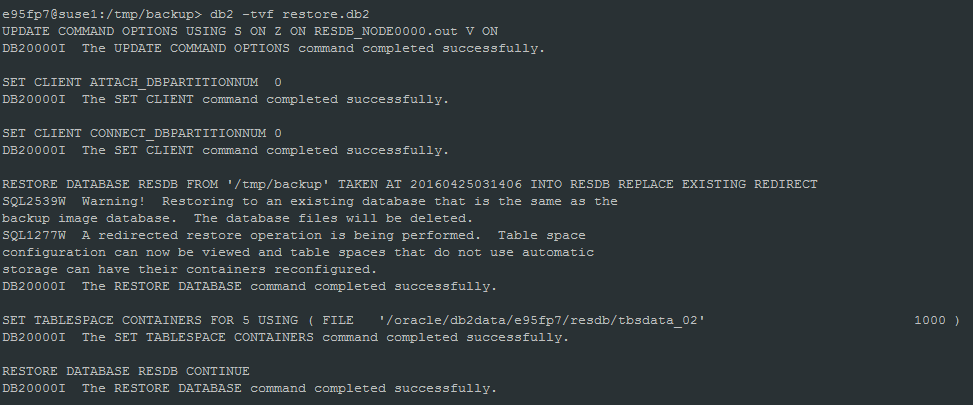 e95fp7@suse1:/tmp/backup> db2 -tvf restore.db2
UPDATE COMMAND OPTIONS USING S ON Z ON RESDB_NODE0000.out V ON
DB20000I  The UPDATE COMMAND OPTIONS command completed successfully.
SET CLIENT ATTACH_DBPARTITIONNUM  0
DB20000I  The SET CLIENT command completed successfully.
SET CLIENT CONNECT_DBPARTITIONNUM 0
DB20000I  The SET CLIENT command completed successfully.
RESTORE DATABASE RESDB FROM '/tmp/backup' TAKEN AT 20160425031406 INTO RESDB REPLACE EXISTING REDIRECT
SQL2539W  Warning!  Restoring to an existing database that is the same as the
backup image database.  The database files will be deleted.
SQL1277W  A redirected restore operation is being performed.  Table space
configuration can now be viewed and table spaces that do not use automatic
storage can have their containers reconfigured.
DB20000I  The RESTORE DATABASE command completed successfully.
SET TABLESPACE CONTAINERS FOR 5 USING ( FILE   '/oracle/db2data/e95fp7/resdb/tbsdata_02'                          1000 )
DB20000I  The SET TABLESPACE CONTAINERS command completed successfully.
RESTORE DATABASE RESDB CONTINUE
DB20000I  The RESTORE DATABASE command completed successfully.